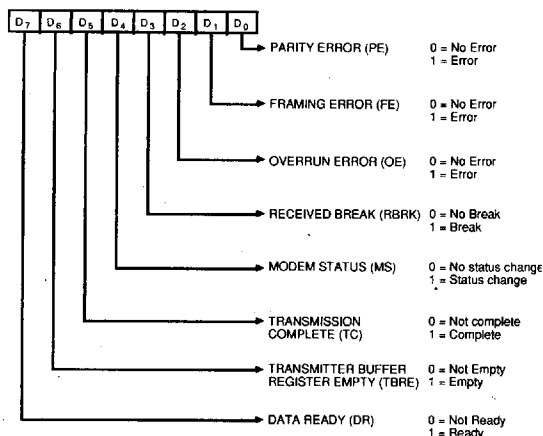 D7 D6 D5 D4 D3 D2 D1 D0
PARITY ERROR (PE) 0 = No Error
1 = Error
FRAMING ERROR (FE) 0 = No Error
1 = Error
OVERRUN ERROR (OE) 0 = No Error
1 = Error
RECEIVED BREAK (RBRK) 0 = No Break
1 = Break
MODEM STATUS (MS) 0 = No status change
1 = Status change
TRANSMISSION 0 = Not complete
COMPLETE (TC) 1 = Complete
TRANSMITTER BUFFER 0 = Not Empty
REGISTER EMPTY (TBRE) 1 = Empty
DATA READY (DR) 0 = Not Ready
1 = Ready